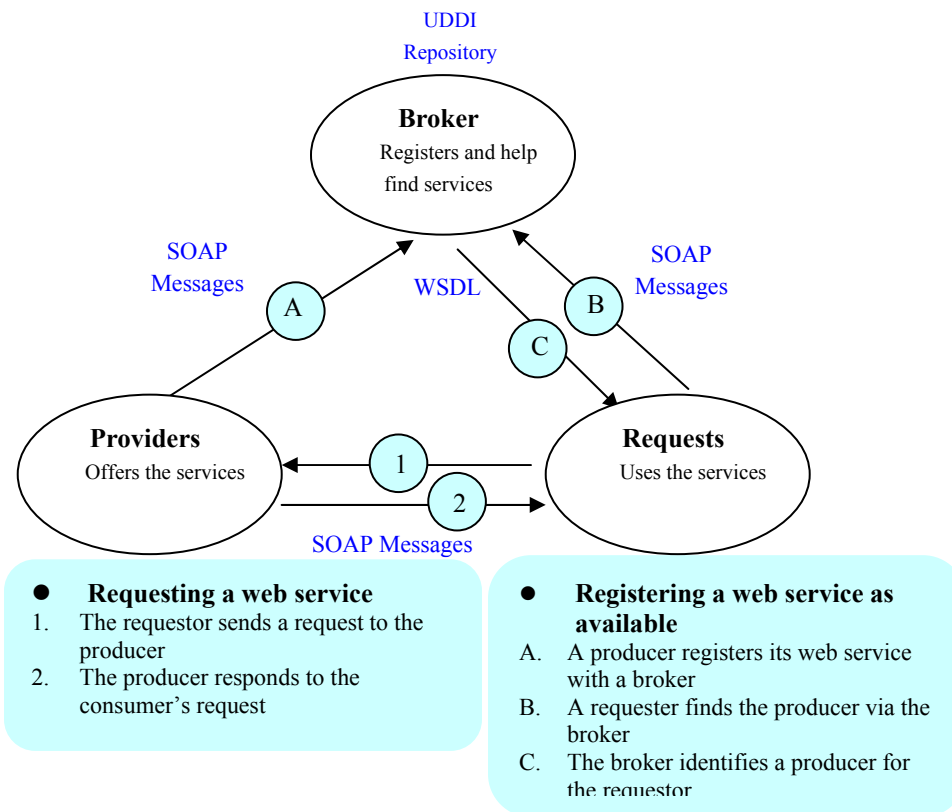 UDDI
Repository
Broker
Registers and help
find services
SOAP
Messages
WSDL
SOAP
Messages
A
B
C
Providers
Offers the services
Requests
Uses the services
1
2
SOAP Messages
● Requesting a web service
1. The requestor sends a request to the
producer
2. The producer responds to the
consumer’s request
● Registering a web service as
available
A. A producer registers its web service
with a broker
B. A requester finds the producer via the
broker
C. The broker identifies a producer for
the requestor